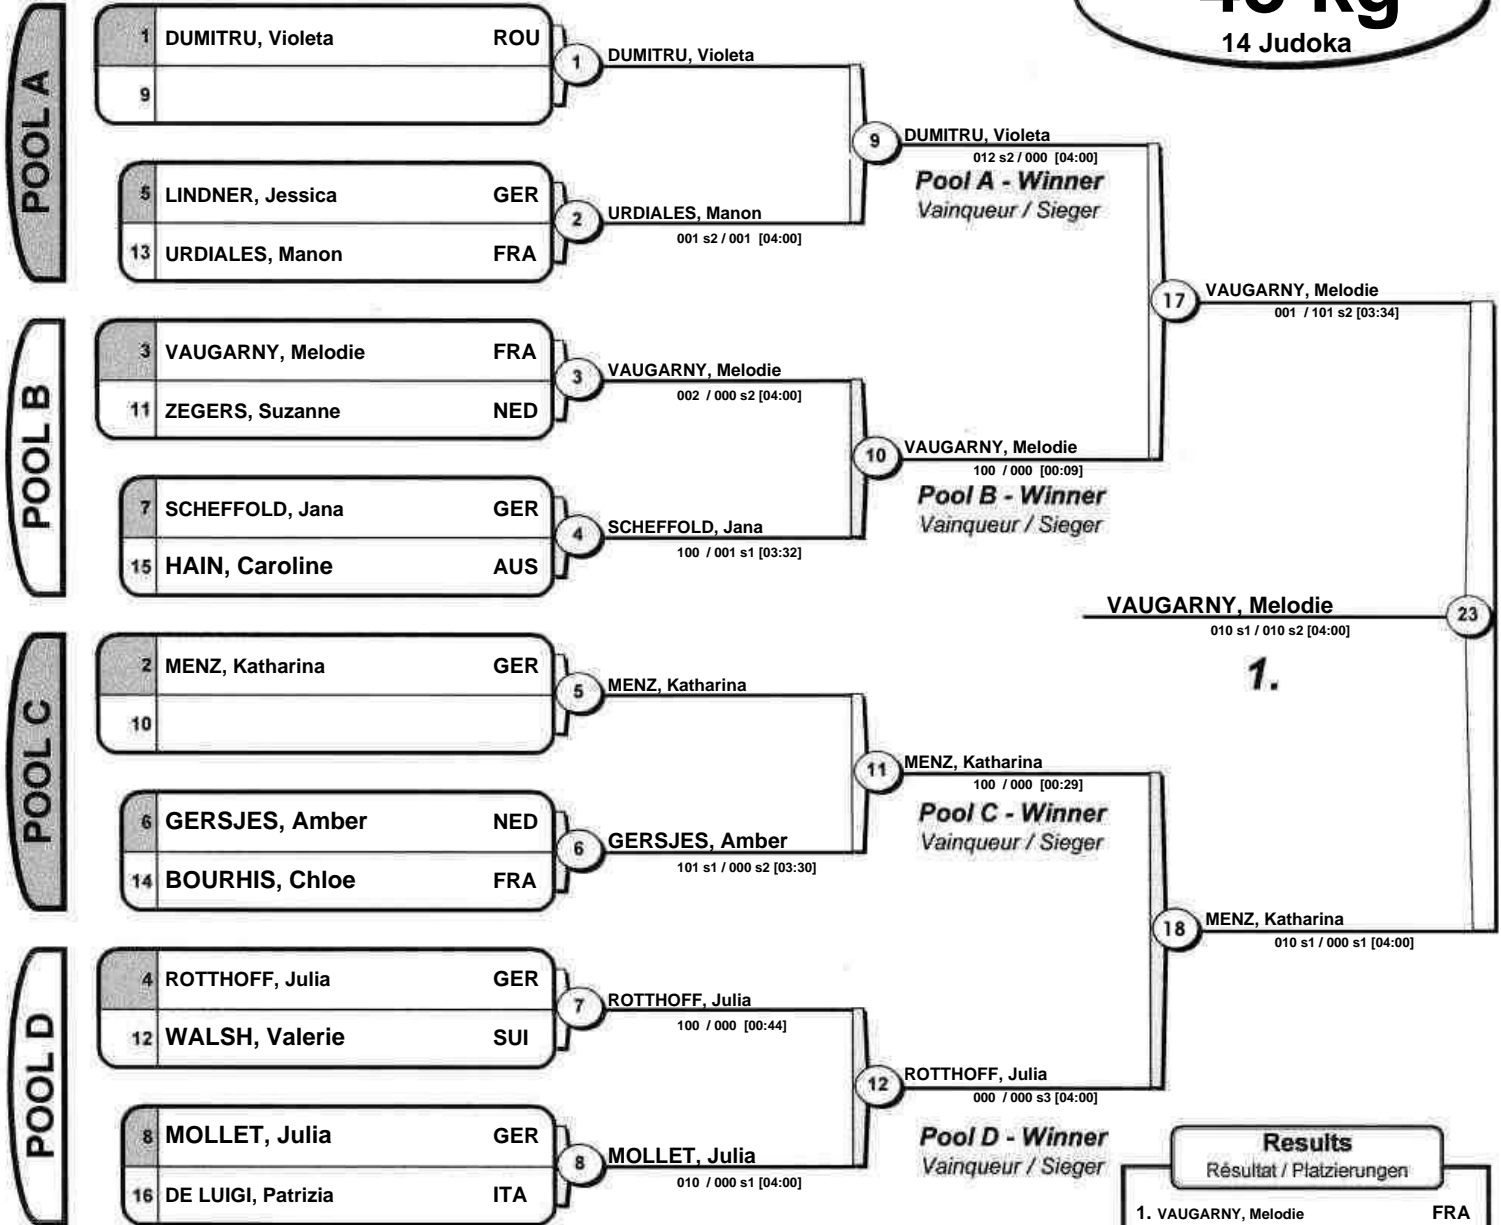 14 Judoka
POOL A
1 DUMITRU, Violeta ROU
9
1 DUMITRU, Violeta
5 LINDNER, Jessica GER
13 URDIALES, Manon FRA
2 URDIALES, Manon
001 s2 / 001 [04:00]
9 DUMITRU, Violeta
012 s2 / 000 [04:00]
Pool A - Winner
Vainqueur / Sieger
POOL B
3 VAUGARNY, Melodie FRA
11 ZEGERS, Suzanne NED
3 VAUGARNY, Melodie
002 / 000 s2 [04:00]
7 SCHEFFOLD, Jana GER
15 HAIN, Caroline AUS
4 SCHEFFOLD, Jana
100 / 001 s1 [03:32]
10 VAUGARNY, Melodie
100 / 000 [00:09]
Pool B - Winner
Vainqueur / Sieger
17 VAUGARNY, Melodie
001 / 101 s2 [03:34]
VAUGARNY, Melodie 23
010 s1 / 010 s2 [04:00]
1.
POOL C
2 MENZ, Katharina GER
10
5 MENZ, Katharina
6 GERSJES, Amber NED
14 BOURHIS, Chloe FRA
6 GERSJES, Amber
101 s1 / 000 s2 [03:30]
11 MENZ, Katharina
100 / 000 [00:29]
Pool C - Winner
Vainqueur / Sieger
18 MENZ, Katharina
010 s1 / 000 s1 [04:00]
POOL D
4 ROTTHOFF, Julia GER
12 WALSH, Valerie SUI
7 ROTTHOFF, Julia
100 / 000 [00:44]
8 MOLLET, Julia GER
16 DE LUIGI, Patrizia ITA
8 MOLLET, Julia
010 / 000 s1 [04:00]
12 ROTTHOFF, Julia
000 / 000 s3 [04:00]
Pool D - Winner
Vainqueur / Sieger
Results
Résultat / Platzierungen
1. VAUGARNY, Melodie FRA